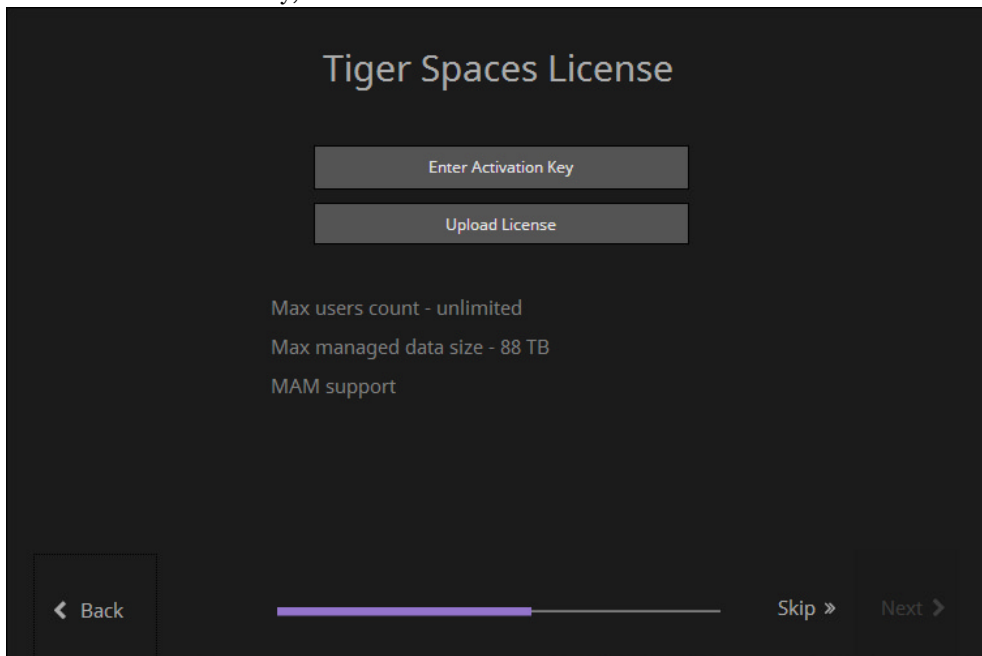 Tiger Spaces License
Enter Activation Key
Upload License
Max users count - unlimited
Max managed data size - 88 TB
MAM support
Back
Skip »
Next